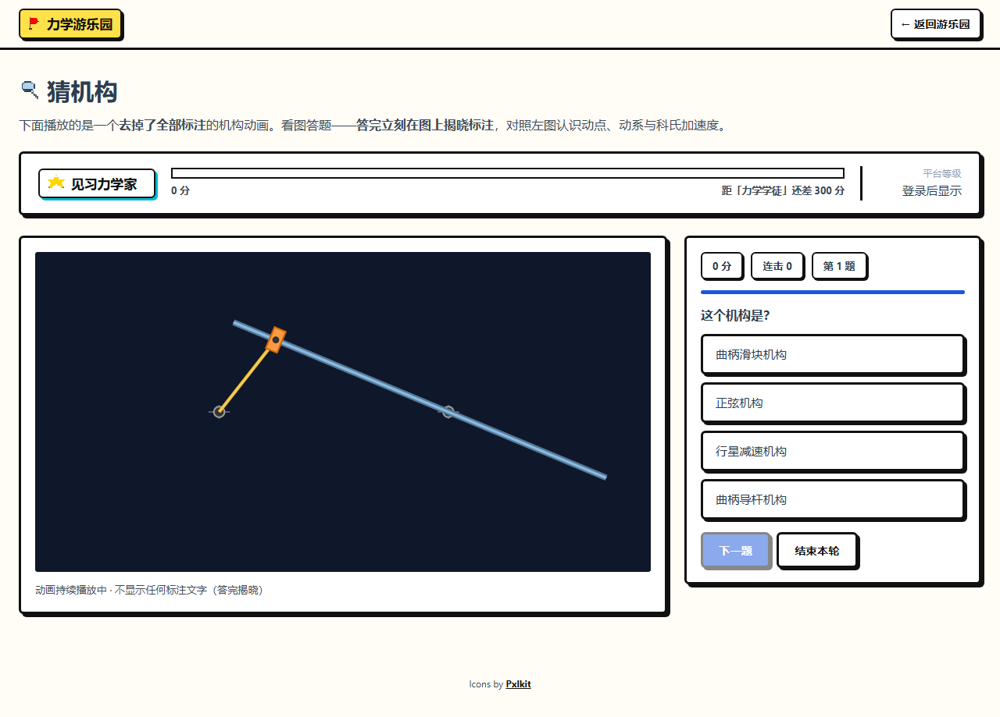 力学游乐园
← 返回游乐园
猜机构
下面播放的是一个去掉了全部标注的机构动画。看图答题——答完立刻在图上揭晓标注，对照左图认识动点、动系与科氏加速度。
见习力学家
0 分
距「力学学徒」还差 300 分
平台等级
登录后显示
动画持续播放中 · 不显示任何标注文字（答完揭晓）
0 分
连击 0
第 1 题
这个机构是?
曲柄滑块机构
正弦机构
行星减速机构
曲柄导杆机构
下一题
结束本轮
Icons by Pxlkit